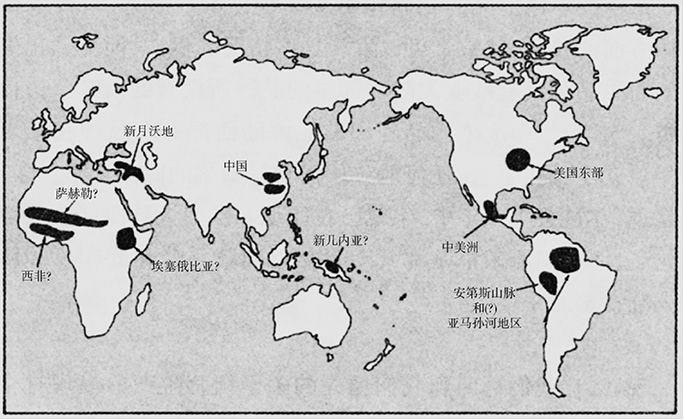 新月沃地
中国
美国东部
萨赫勒?
新几内亚?
中美洲
西非?
埃塞俄比亚?
安第斯山脉
和(?)
亚马孙河地区